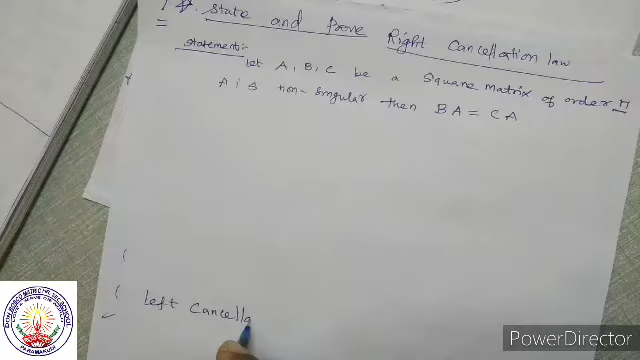 State and Prove Right Cancellation law
Statement:-
let A, B, C be a Square matrix of order n
A is non-singular then BA = CA
left Cancella
PowerDirector